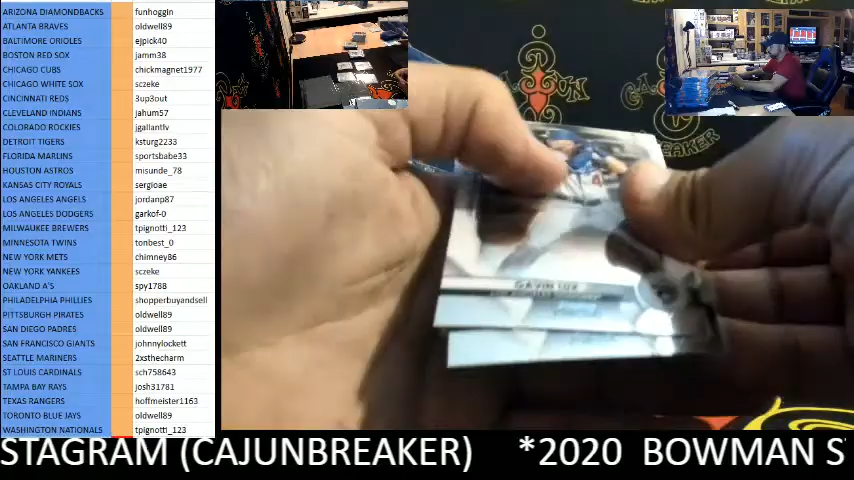 ARIZONA DIAMONDBACKS funhoggin
ATLANTA BRAVES oldwell89
BALTIMORE ORIOLES ejpick40
BOSTON RED SOX jamm38
CHICAGO CUBS chickmagnet1977
CHICAGO WHITE SOX sczeke
CINCINNATI REDS 3up3out
CLEVELAND INDIANS jahum57
COLORADO ROCKIES jgallantlv
DETROIT TIGERS ksturg2233
FLORIDA MARLINS sportsbabe33
HOUSTON ASTROS misunde_78
KANSAS CITY ROYALS sergioae
LOS ANGELES ANGELS jordanp87
LOS ANGELES DODGERS garkof-0
MILWAUKEE BREWERS tpignotti_123
MINNESOTA TWINS tonbest_0
NEW YORK METS chimney86
NEW YORK YANKEES sczeke
OAKLAND A'S spy1788
PHILADELPHIA PHILLIES shopperbuyandsell
PITTSBURGH PIRATES oldwell89
SAN DIEGO PADRES oldwell89
SAN FRANCISCO GIANTS johnnylockett
SEATTLE MARINERS 2xsthecharm
ST LOUIS CARDINALS sch758643
TAMPA BAY RAYS josh31781
TEXAS RANGERS hoffmeister1163
TORONTO BLUE JAYS oldwell89
WASHINGTON NATIONALS tpignotti_123
GAVIN LUX
BREAKER
STAGRAM (CAJUNBREAKER) *2020 BOWMAN S